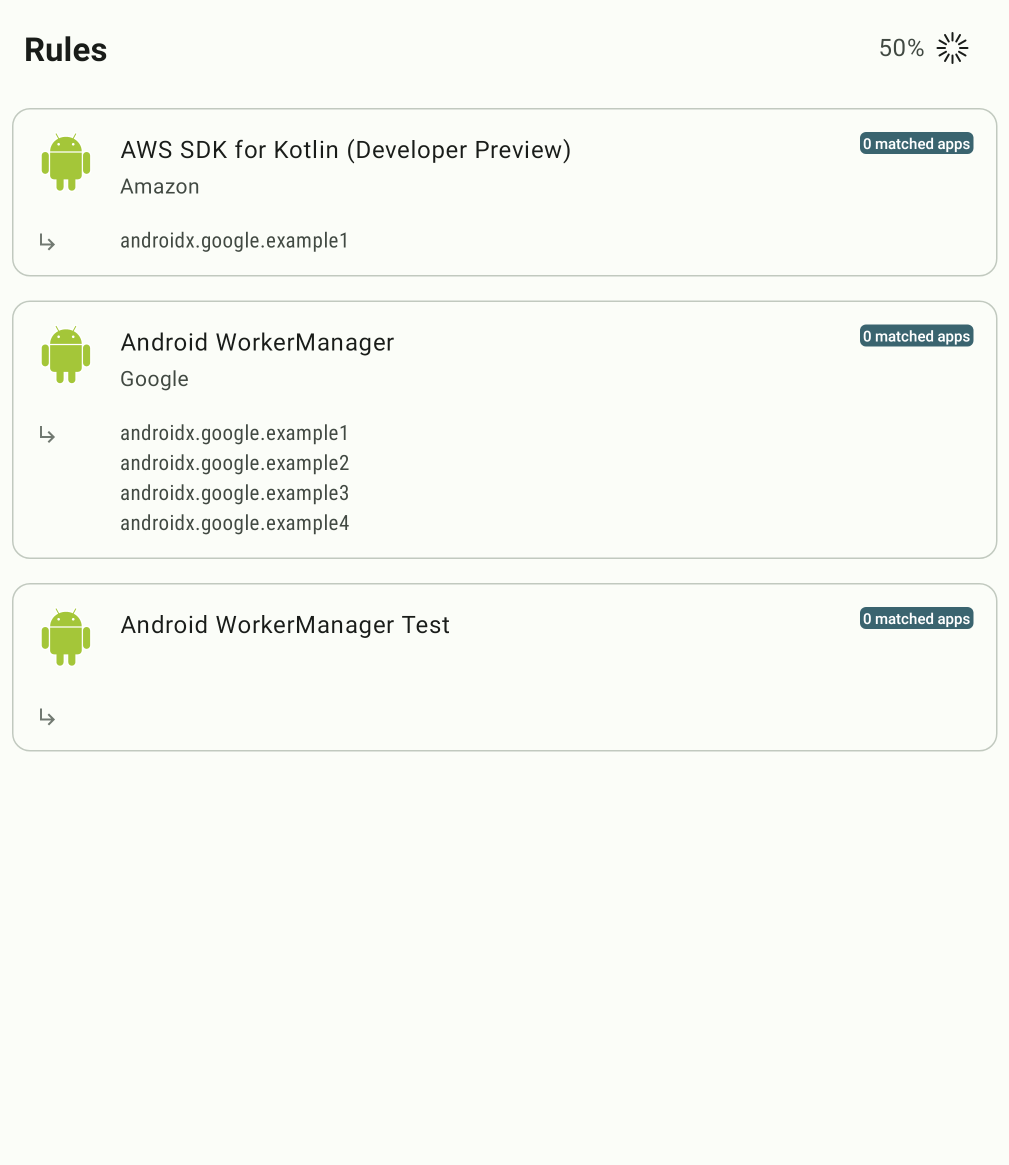 Rules
50%
AWS SDK for Kotlin (Developer Preview)
0 matched apps
Amazon
androidx.google.example1
Android WorkerManager
0 matched apps
Google
androidx.google.example1
androidx.google.example2
androidx.google.example3
androidx.google.example4
Android WorkerManager Test
0 matched apps